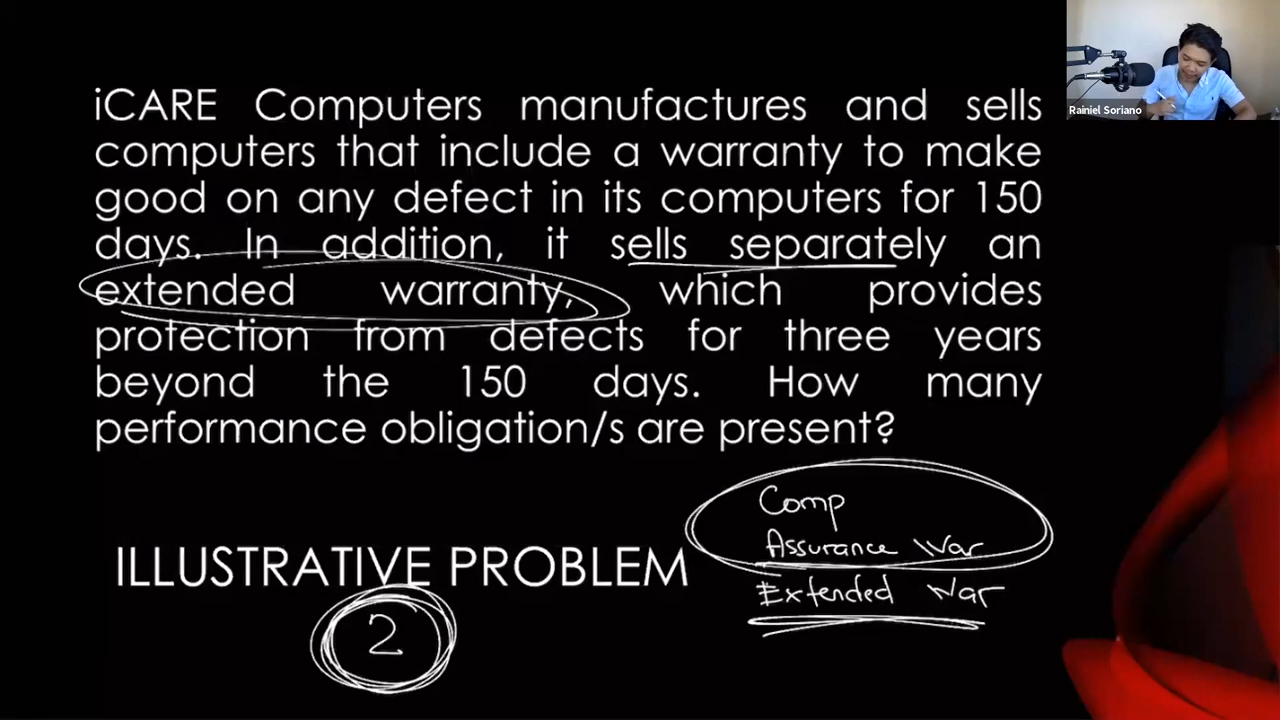 Rainiel Soriano
iCARE Computers manufactures and sells
computers that include a warranty to make
good on any defect in its computers for 150
days. In addition, it sells separately an
extended warranty, which provides
protection from defects for three years
beyond the 150 days. How many
performance obligation/s are present?
Comp
Assurance War
ILLUSTRATIVE PROBLEM
Extended War
2